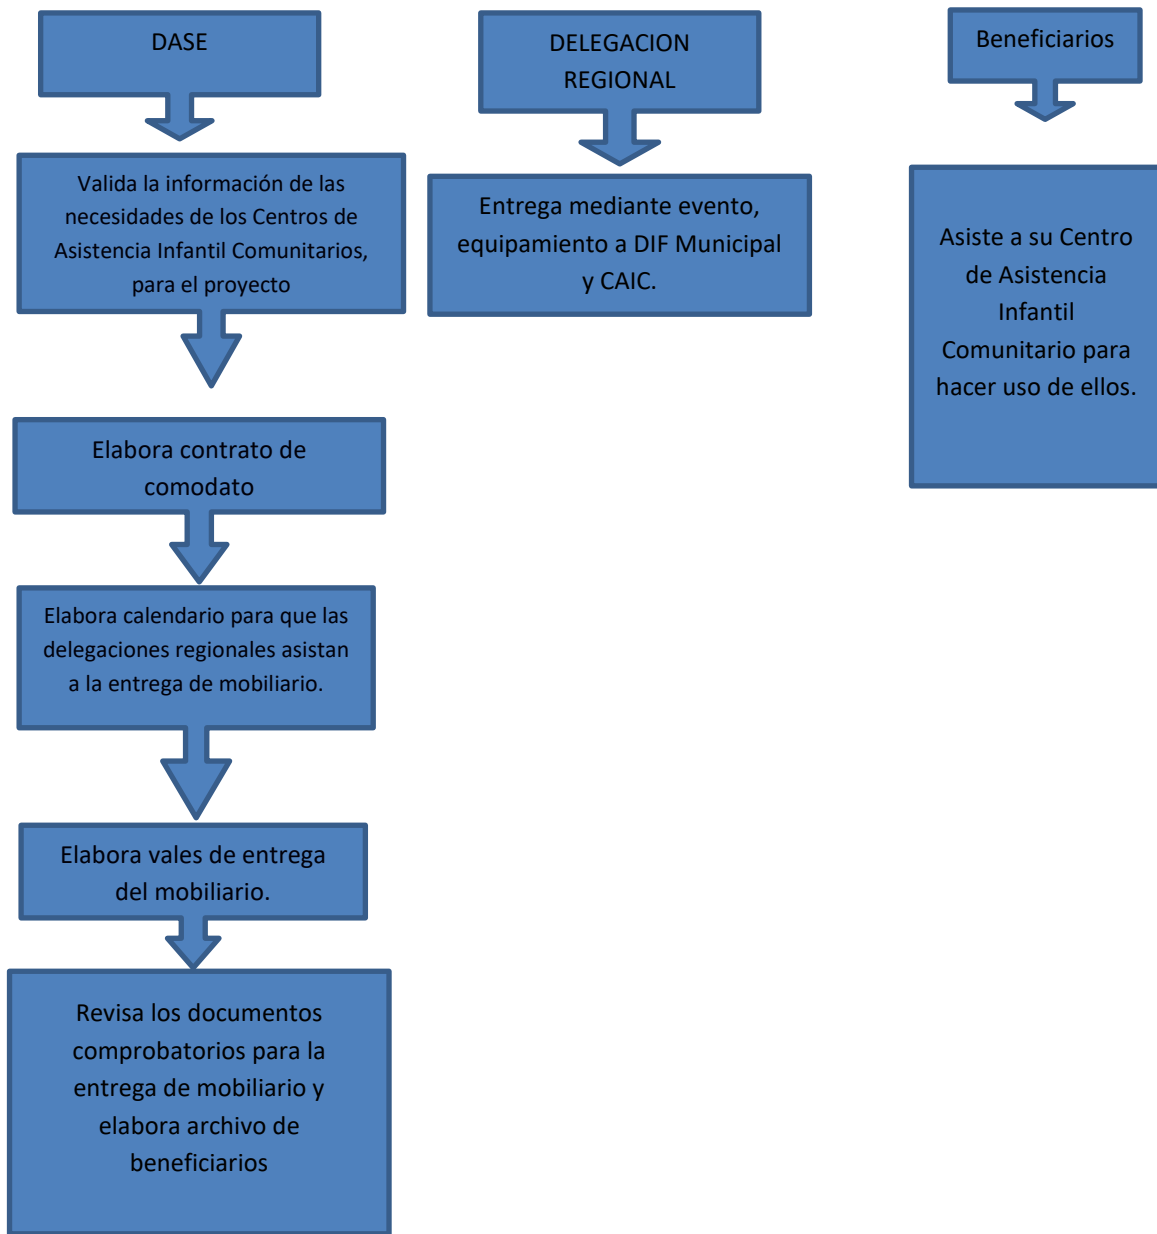 DASE
Valida la información de las
necesidades de los Centros de
Asistencia Infantil Comunitarios,
para el proyecto
Elabora contrato de
comodato
Elabora calendario para que las
delegaciones regionales asistan
a la entrega de mobiliario.
Elabora vales de entrega
del mobiliario.
Revisa los documentos
comprobatorios para la
entrega de mobiliario y
elabora archivo de
beneficiarios
DELEGACION
REGIONAL
Entrega mediante evento,
equipamiento a DIF Municipal
y CAIC.
Beneficiarios
Asiste a su Centro
de Asistencia
Infantil
Comunitario para
hacer uso de ellos.